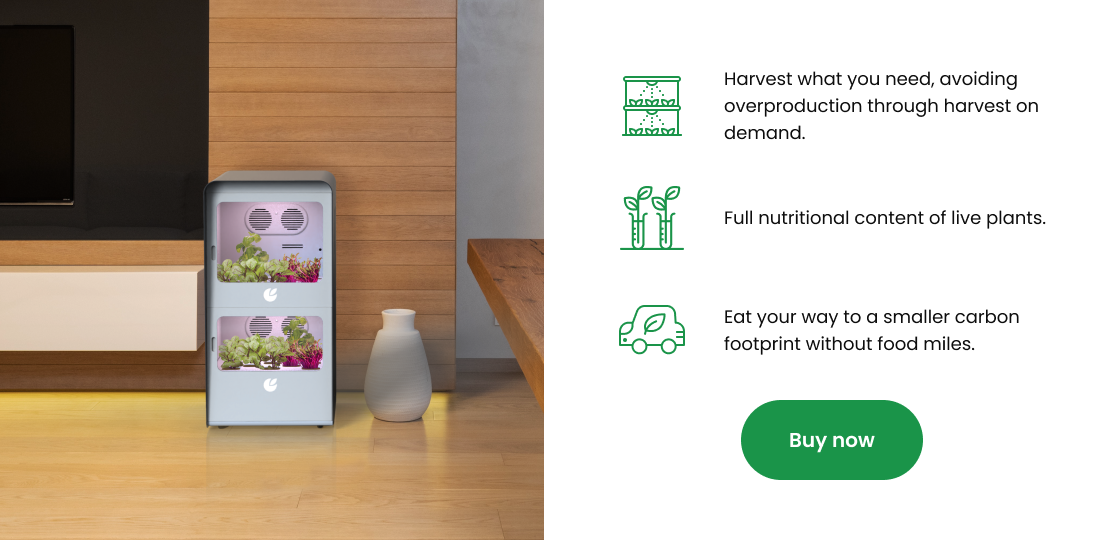 Harvest what you need, avoiding
overproduction through harvest on
demand.
Full nutritional content of live plants.
Eat your way to a smaller carbon
footprint without food miles.
Buy now